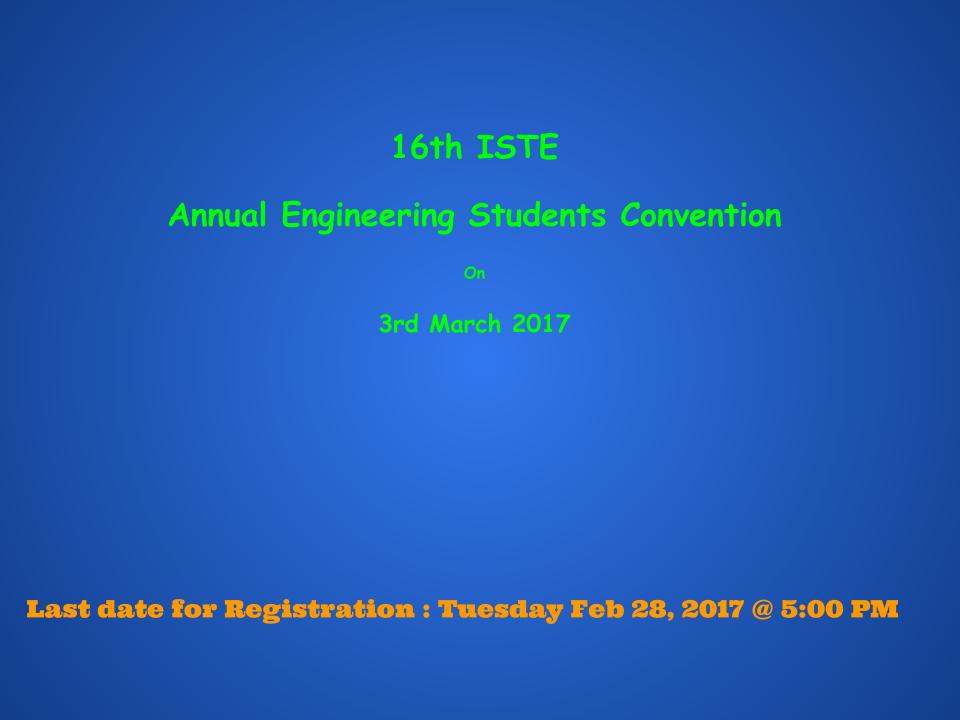 16th ISTE
Annual Engineering Students Convention
On
3rd March 2017
Last date for Registration : Tuesday Feb 28, 2017 @ 5:00 PM